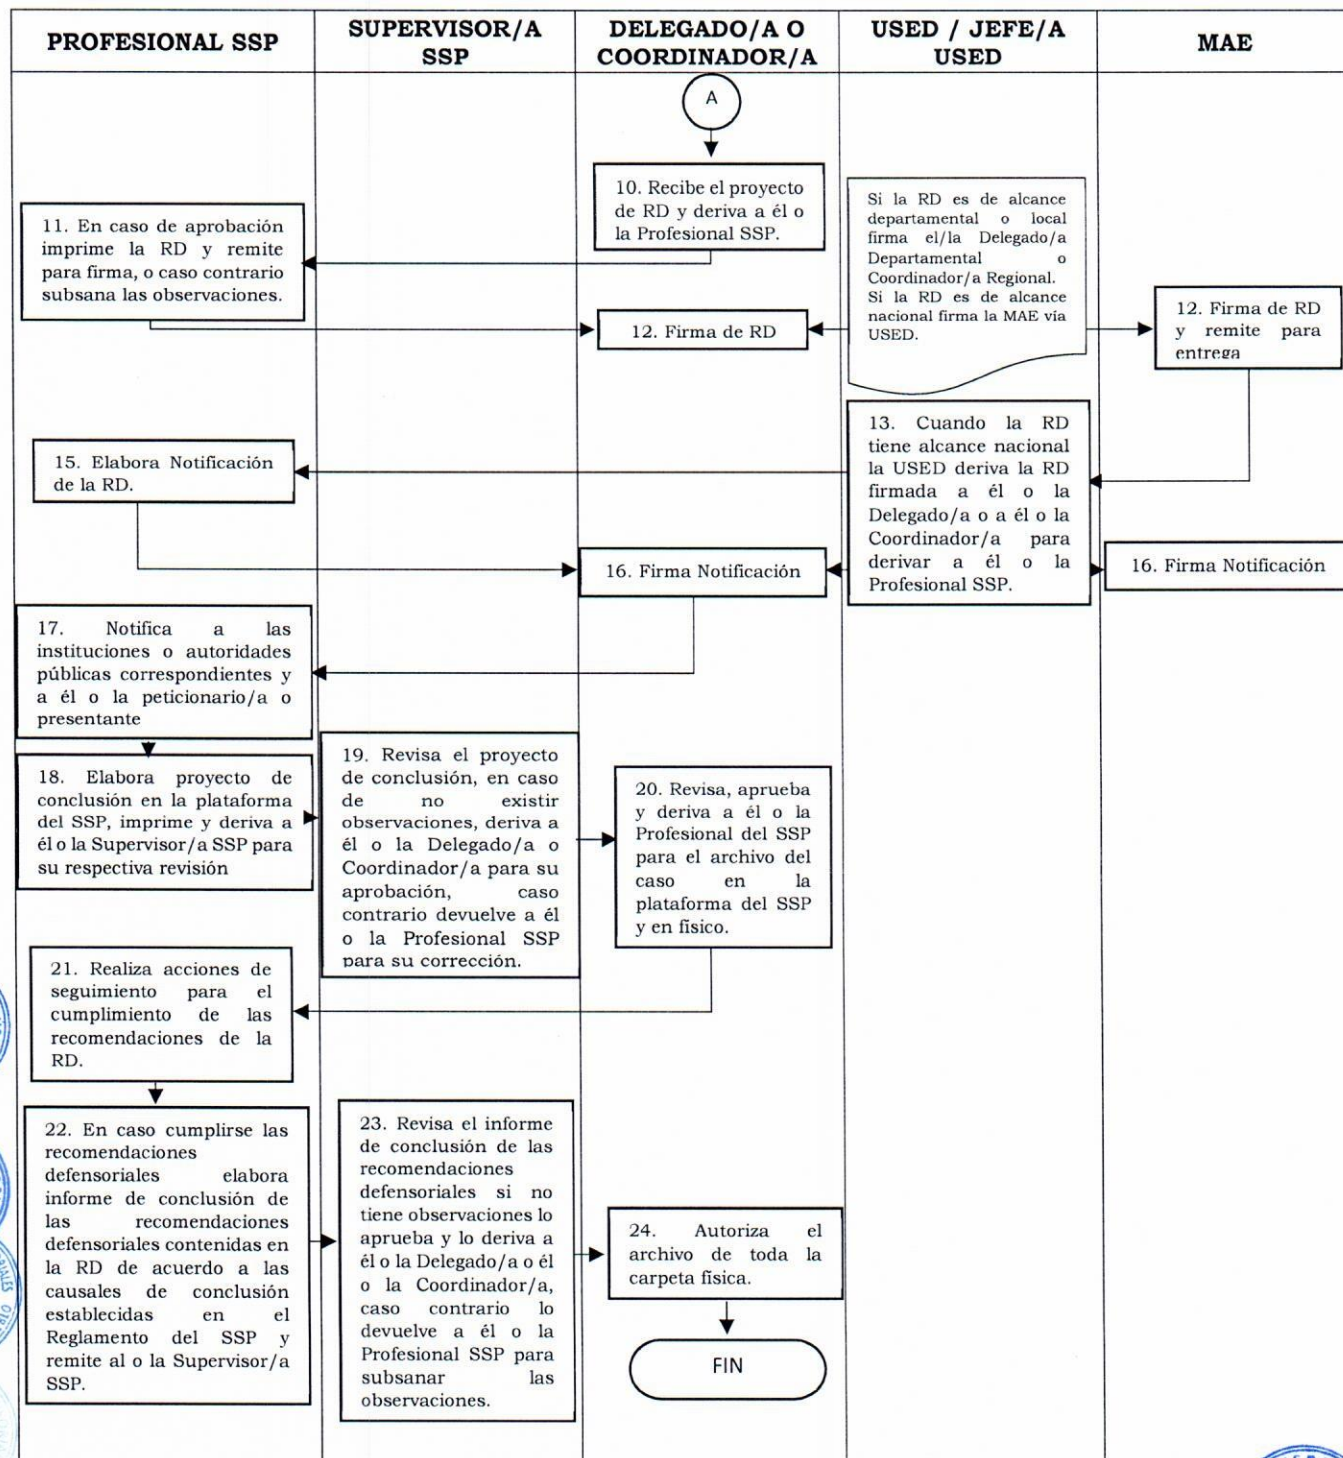 PROFESIONAL SSP
SUPERVISOR/A
SSP
DELEGADO/A O
COORDINADOR/A
USED / JEFE/A
USED
MAE
A
10. Recibe el proyecto
de RD y deriva a él o
la Profesional SSP.
11. En caso de aprobación
imprime la RD y remite
para firma, o caso contrario
subsana las observaciones.
Si la RD es de alcance
departamental o local
firma el/la Delegado/a
Departamental o
Coordinador/a Regional.
Si la RD es de alcance
nacional firma la MAE vía
USED.
12. Firma de RD
12. Firma de RD
y remite para
entrega
13. Cuando la RD
tiene alcance nacional
la USED deriva la RD
firmada a él o la
Delegado/a o a él o la
Coordinador/a para
derivar a él o la
Profesional SSP.
15. Elabora Notificación
de la RD.
16. Firma Notificación
16. Firma Notificación
17. Notifica a las
instituciones o autoridades
públicas correspondientes y
a él o la peticionario/a o
presentante
18. Elabora proyecto de
conclusión en la plataforma
del SSP, imprime y deriva a
él o la Supervisor/a SSP para
su respectiva revisión
19. Revisa el proyecto
de conclusión, en caso
de no existir
observaciones, deriva a
él o la Delegado/a o
Coordinador/a para su
aprobación, caso
contrario devuelve a él
o la Profesional SSP
para su corrección.
20. Revisa, aprueba
y deriva a él o la
Profesional del SSP
para el archivo del
caso en la
plataforma del SSP
y en físico.
21. Realiza acciones de
seguimiento para el
cumplimiento de las
recomendaciones de la
RD.
22. En caso cumplirse las
recomendaciones
defensoriales elabora
informe de conclusión de
las recomendaciones
defensoriales contenidas en
la RD de acuerdo a las
causales de conclusión
establecidas en el
Reglamento del SSP y
remite al o la Supervisor/a
SSP.
23. Revisa el informe
de conclusión de las
recomendaciones
defensoriales si no
tiene observaciones lo
aprueba y lo deriva a
él o la Delegado/a o él
o la Coordinador/a,
caso contrario lo
devuelve a él o la
Profesional SSP para
subsanar las
observaciones.
24. Autoriza el
archivo de toda la
carpeta física.
FIN